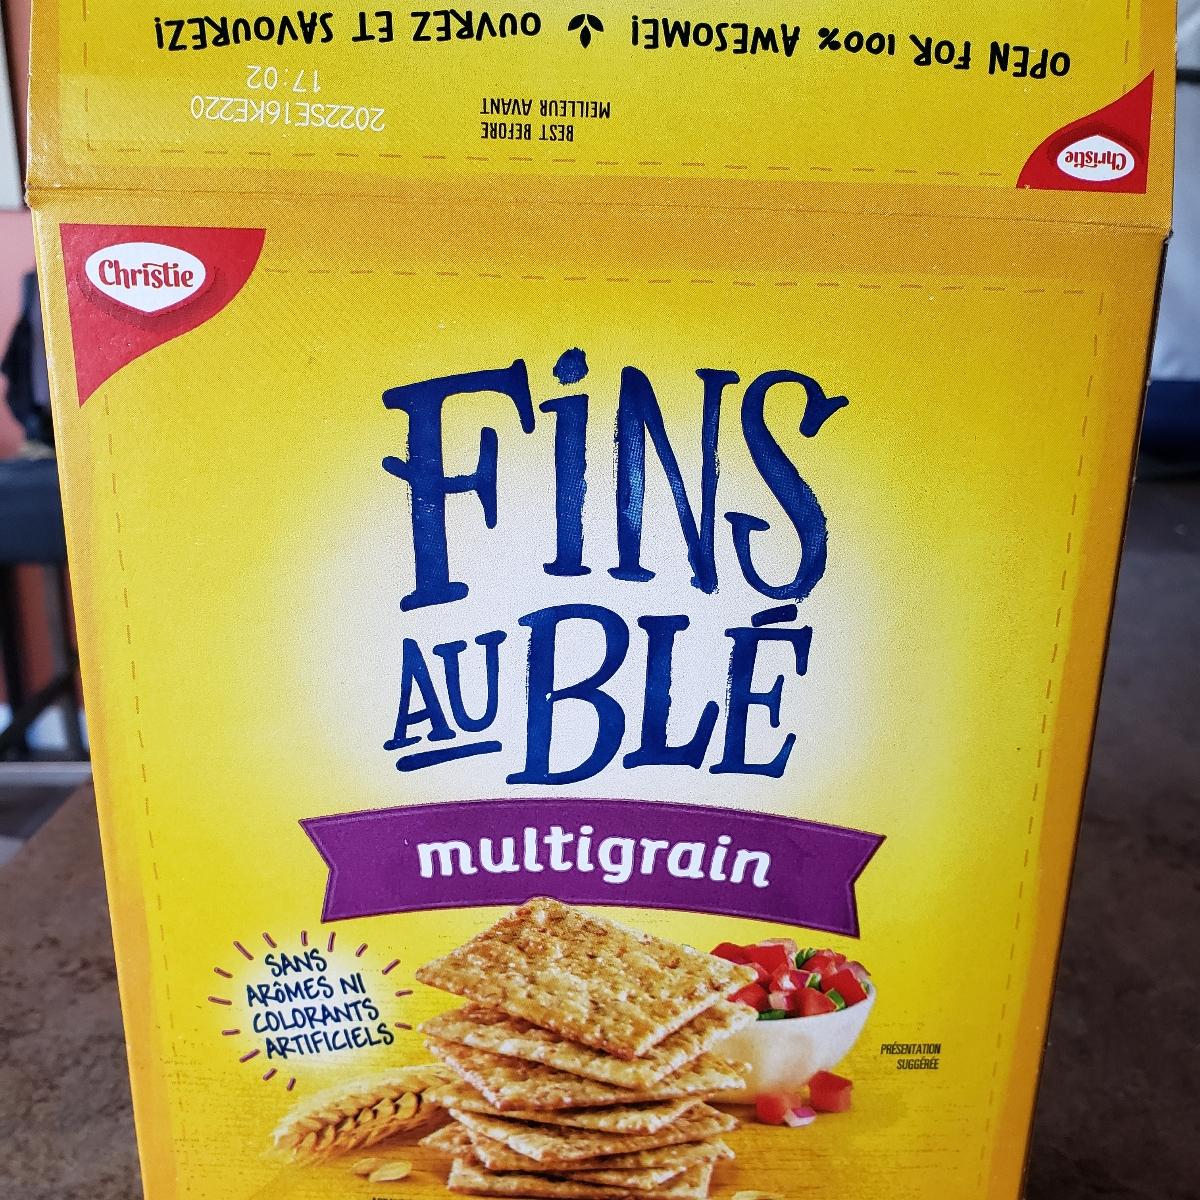 OPEN FOR 100% AWESOME! OUVREZ ET SAVOUREZ!
BEST BEFORE
MEILLEUR AVANT
2022SE16KE220
17:02
Christie
Christie
FINS
AU BLÉ
multigrain
SANS
ARÔMES NI
COLORANTS
ARTIFICIELS
PRÉSENTATION
SUGGÉRÉE